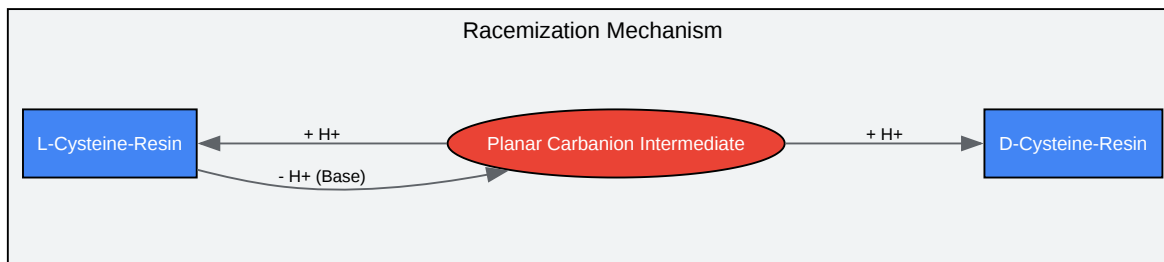 Racemization Mechanism
L-Cysteine-Resin
+ H+
- H+ (Base)
Planar Carbanion Intermediate
+ H+
D-Cysteine-Resin